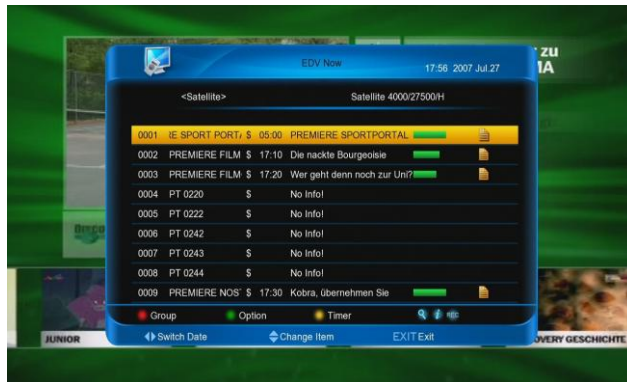 zu
MA
EDV Now
17:56 2007 Jul.27
<Satellite> Satellite 4000/27500/H
0001 IE SPORT PORT $ 05:00 PREMIERE SPORTPORTAL
0002 PREMIERE FILM $ 17:10 Die nackte Bourgeoisie
0003 PREMIERE FILM $ 17:20 Wer geht denn noch zur Uni?
0004 PT 0220 $ No Info!
0005 PT 0222 $ No Info!
0006 PT 0242 $ No Info!
0007 PT 0243 $ No Info!
0008 PT 0244 $ No Info!
0009 PREMIERE NOS $ 17:30 Kobra, übernehmen Sie
Group Option Timer REC
Switch Date Change Item EXIT Exit
JUNIOR
OVERY GESCHICHTE